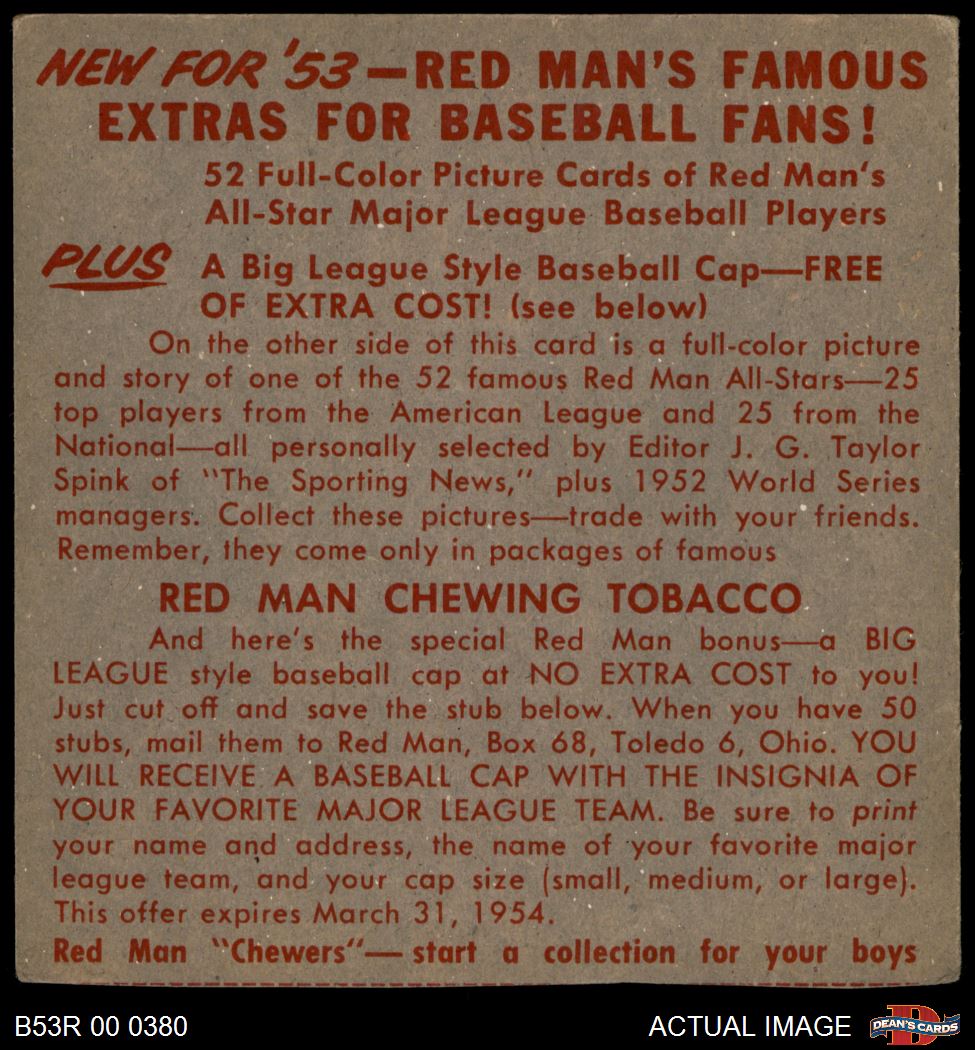 NEW FOR '53—RED MAN'S FAMOUS
EXTRAS FOR BASEBALL FANS!
52 Full-Color Picture Cards of Red Man's
All-Star Major League Baseball Players
PLUS A Big League Style Baseball Cap—FREE
OF EXTRA COST! (see below)
On the other side of this card is a full-color picture
and story of one of the 52 famous Red Man All-Stars—25
top players from the American League and 25 from the
National—all personally selected by Editor J. G. Taylor
Spink of "The Sporting News," plus 1952 World Series
managers. Collect these pictures—trade with your friends.
Remember, they come only in packages of famous
RED MAN CHEWING TOBACCO
And here's the special Red Man bonus—a BIG
LEAGUE style baseball cap at NO EXTRA COST to you!
Just cut off and save the stub below. When you have 50
stubs, mail them to Red Man, Box 68, Toledo 6, Ohio. YOU
WILL RECEIVE A BASEBALL CAP WITH THE INSIGNIA OF
YOUR FAVORITE MAJOR LEAGUE TEAM. Be sure to print
your name and address, the name of your favorite major
league team, and your cap size (small, medium, or large).
This offer expires March 31, 1954.
Red Man "Chewers"—start a collection for your boys
B53R 00 0380 ACTUAL IMAGE D DEAN'S CARDS